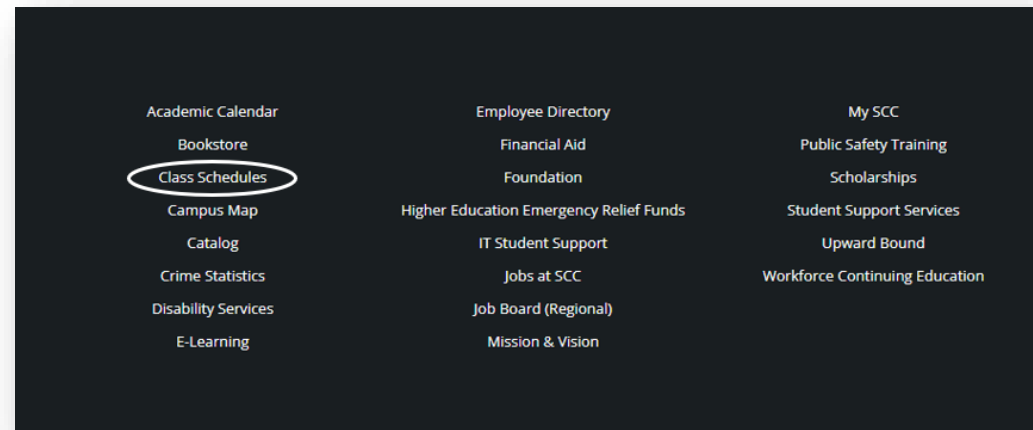 Academic Calendar
Bookstore
Class Schedules
Campus Map
Catalog
Crime Statistics
Disability Services
E-Learning
Employee Directory
Financial Aid
Foundation
Higher Education Emergency Relief Funds
IT Student Support
Jobs at SCC
Job Board (Regional)
Mission & Vision
My SCC
Public Safety Training
Scholarships
Student Support Services
Upward Bound
Workforce Continuing Education